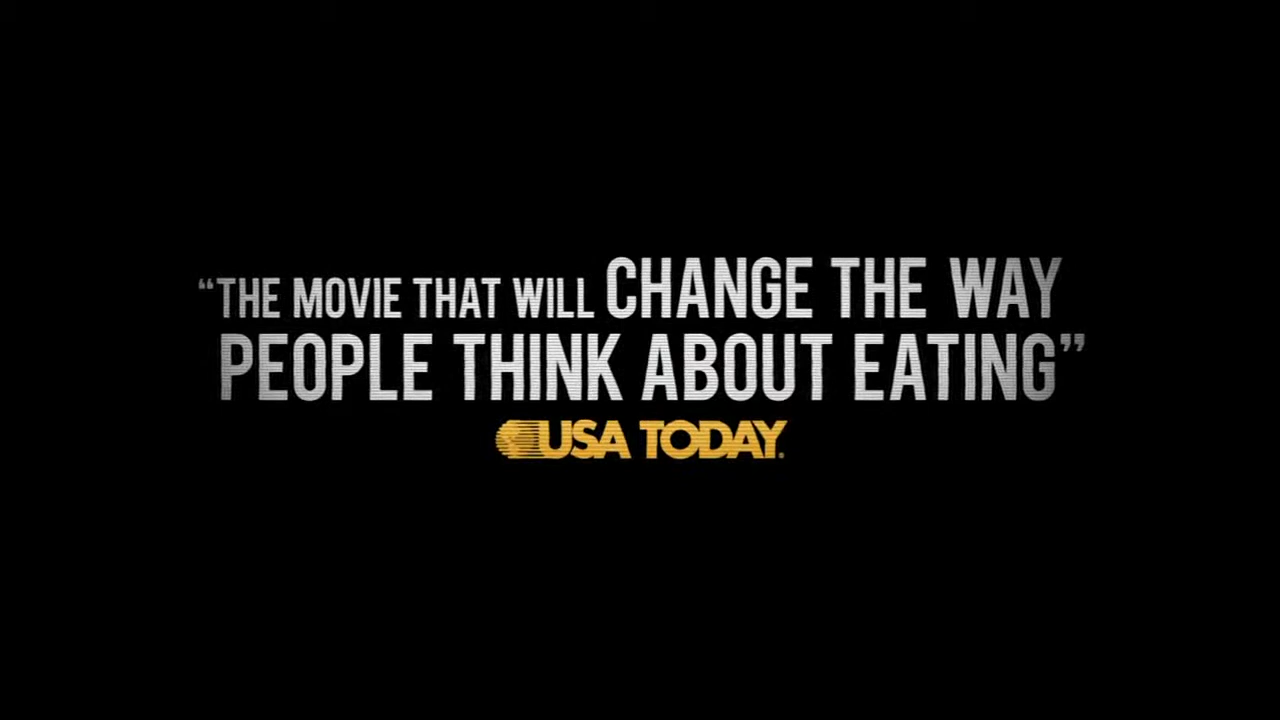 “THE MOVIE THAT WILL CHANGE THE WAY
PEOPLE THINK ABOUT EATING”
USA TODAY®